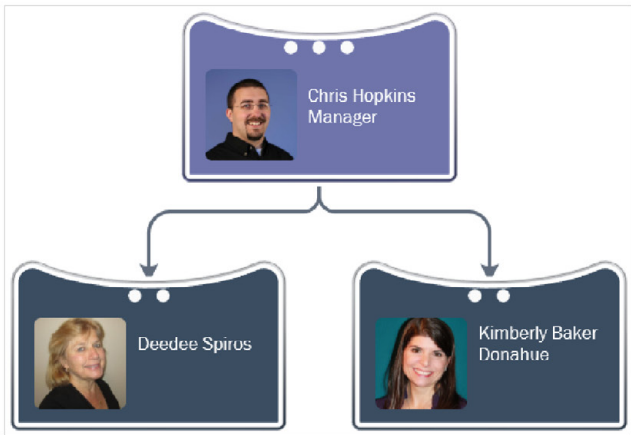 Chris Hopkins
Manager
Deedee Spiros
Kimberly Baker
Donahue